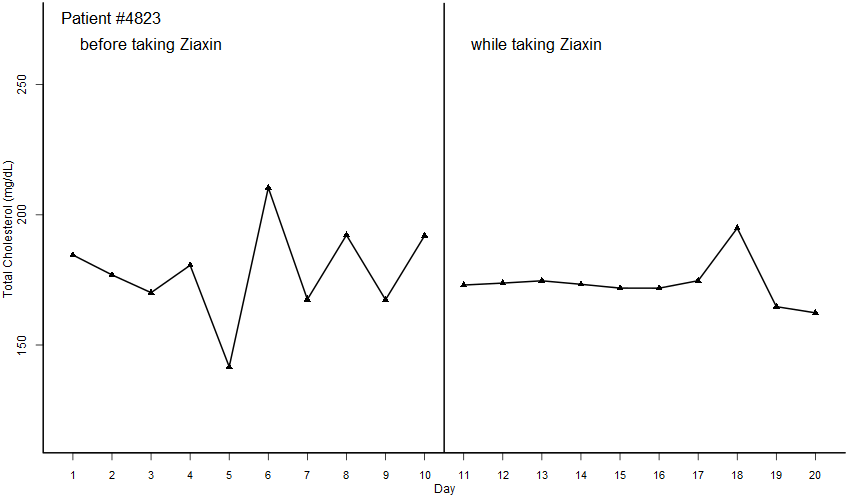 Patient #4823
before taking Ziaxin
while taking Ziaxin
250
200
150
Total Cholesterol (mg/dL)
1 2 3 4 5 6 7 8 9 10 11 12 13 14 15 16 17 18 19 20
Day